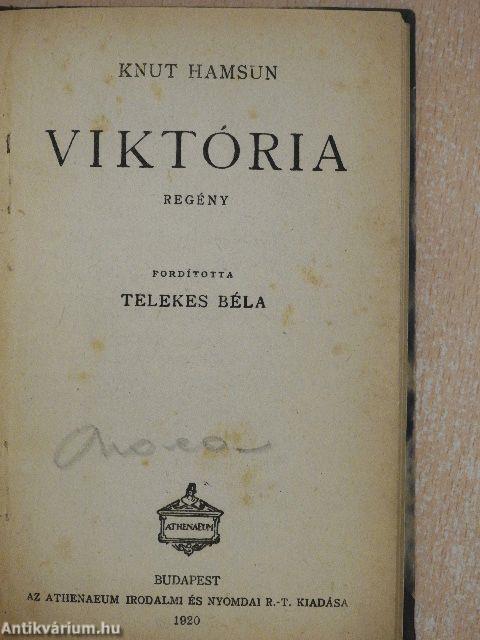 KNUT HAMSUN
VIKTÓRIA
REGÉNY
FORDÍTOTTA
TELEKES BÉLA
ATHENAEUM
BUDAPEST
AZ ATHENAEUM IRODALMI ÉS NYOMDAI R.-T. KIADÁSA
1920
Antikvárium.hu